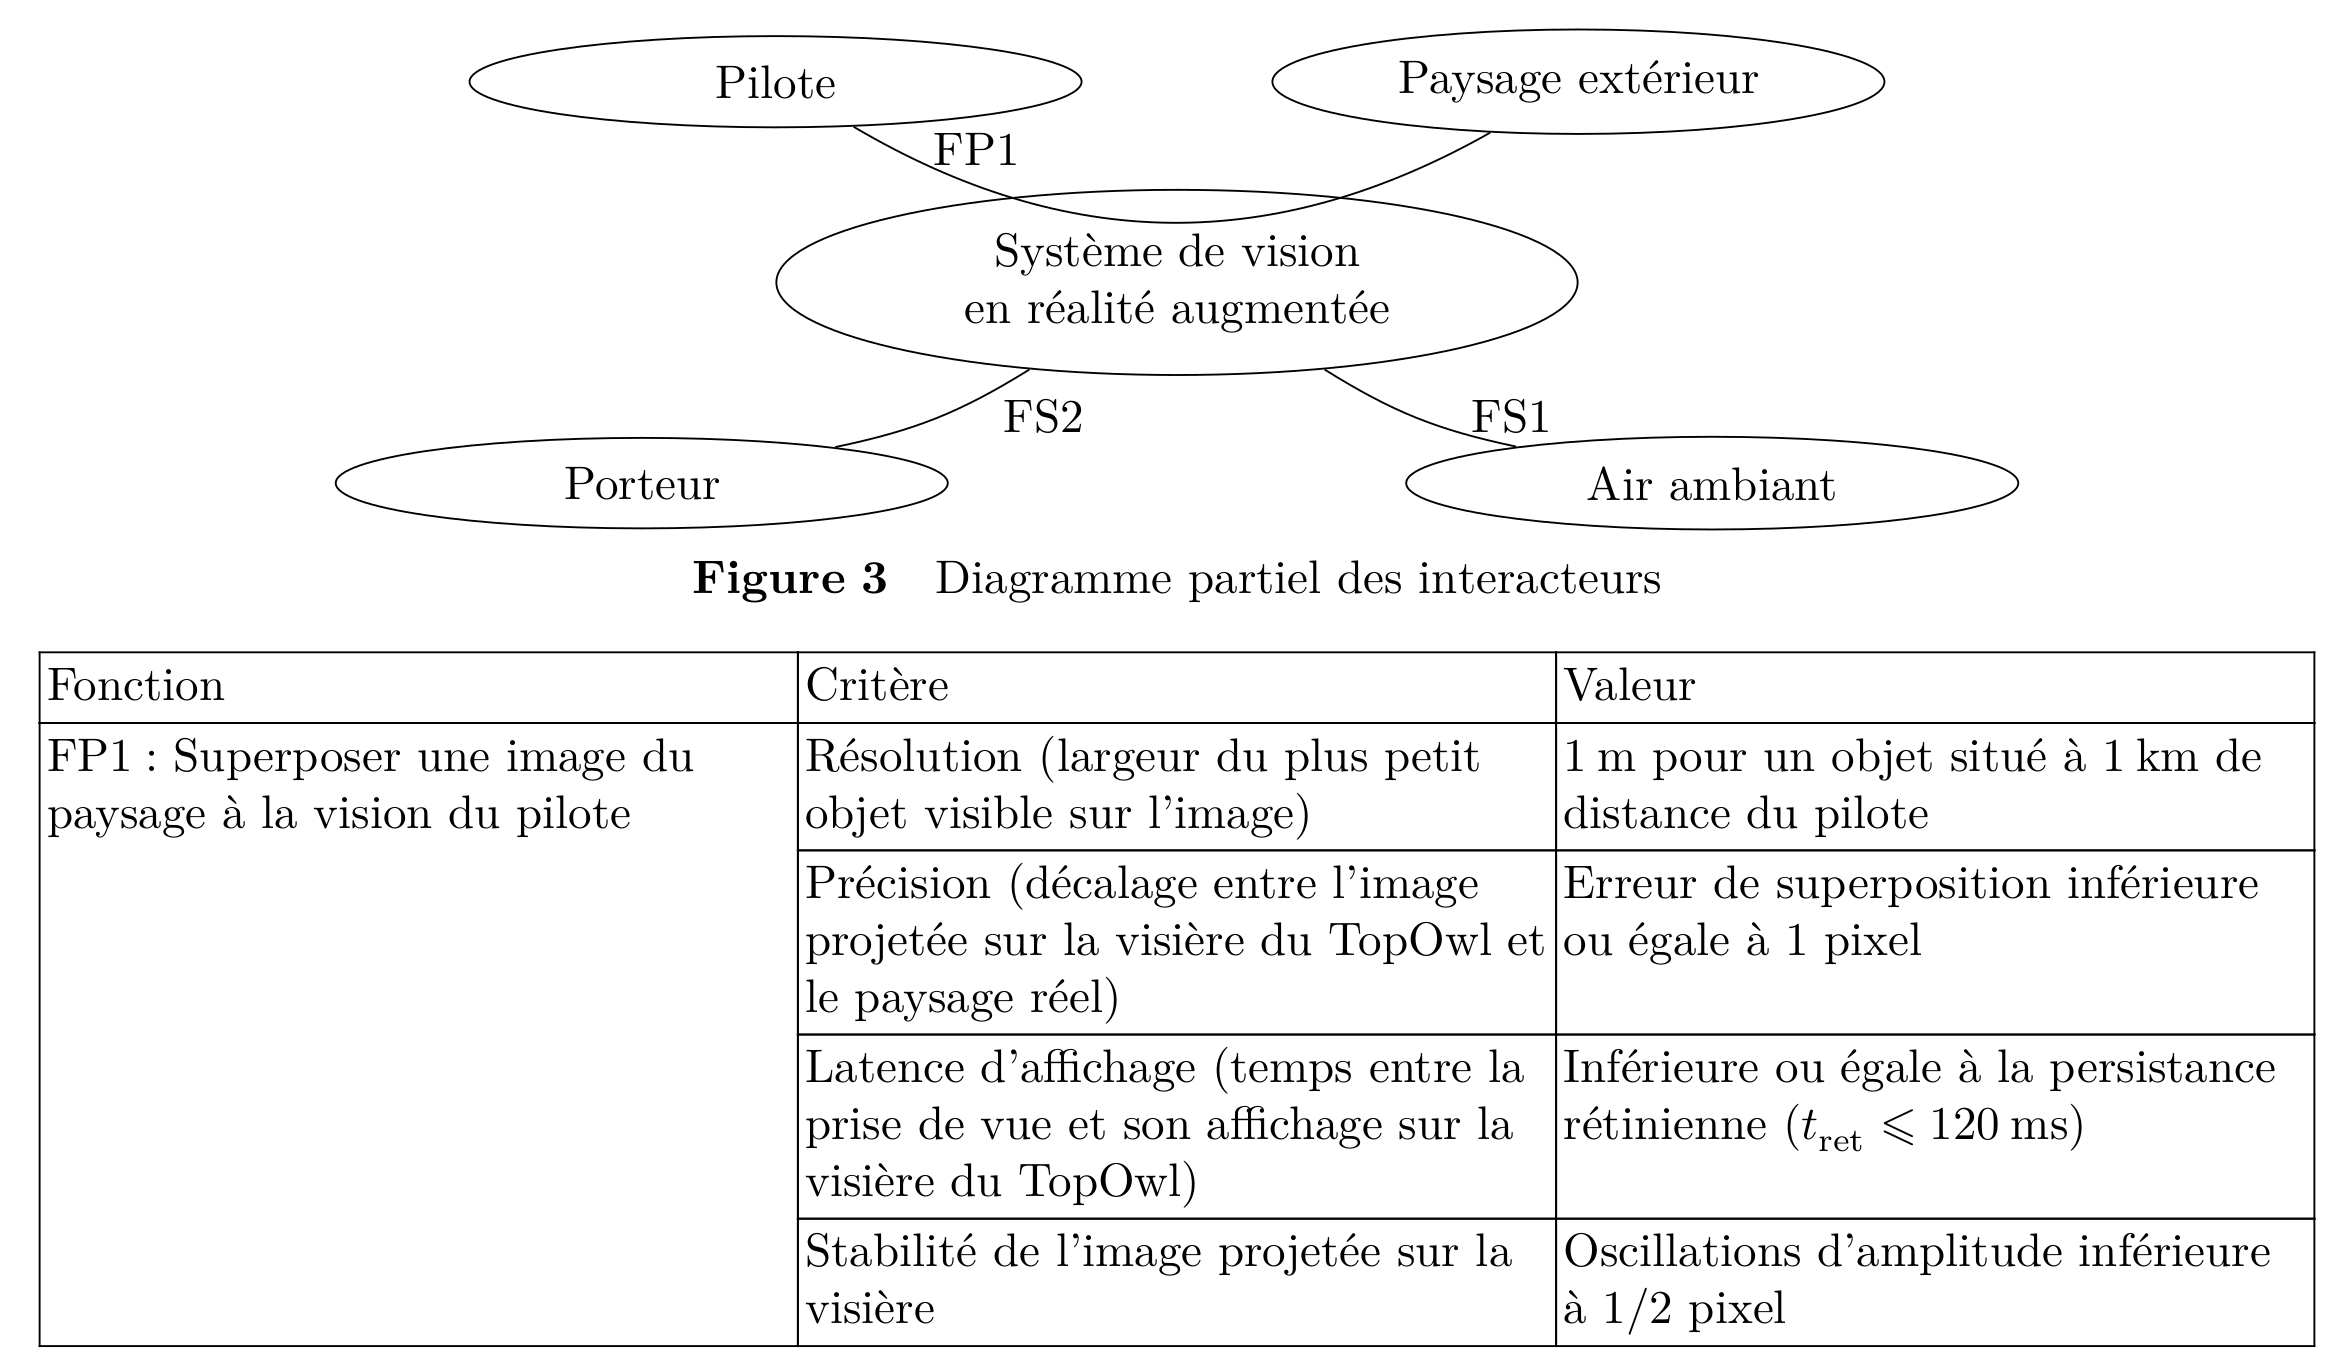 Pilote
Paysage extérieur
FP1
Système de vision
en réalité augmentée
FS2
FS1
Porteur
Air ambiant
Figure 3 Diagramme partiel des interacteurs
Fonction
Critère
Valeur
FP1 : Superposer une image du
paysage à la vision du pilote
Résolution (largeur du plus petit
objet visible sur l'image)
1 m pour un objet situé à 1 km de
distance du pilote
Précision (décalage entre l'image
projetée sur la visière du TopOwl et
le paysage réel)
Erreur de superposition inférieure
ou égale à 1 pixel
Latence d'affichage (temps entre la
prise de vue et son affichage sur la
visière du TopOwl)
Inférieure ou égale à la persistance
rétinienne (t_ret ⩽ 120 ms)
Stabilité de l'image projetée sur la
visière
Oscillations d'amplitude inférieure
à 1/2 pixel